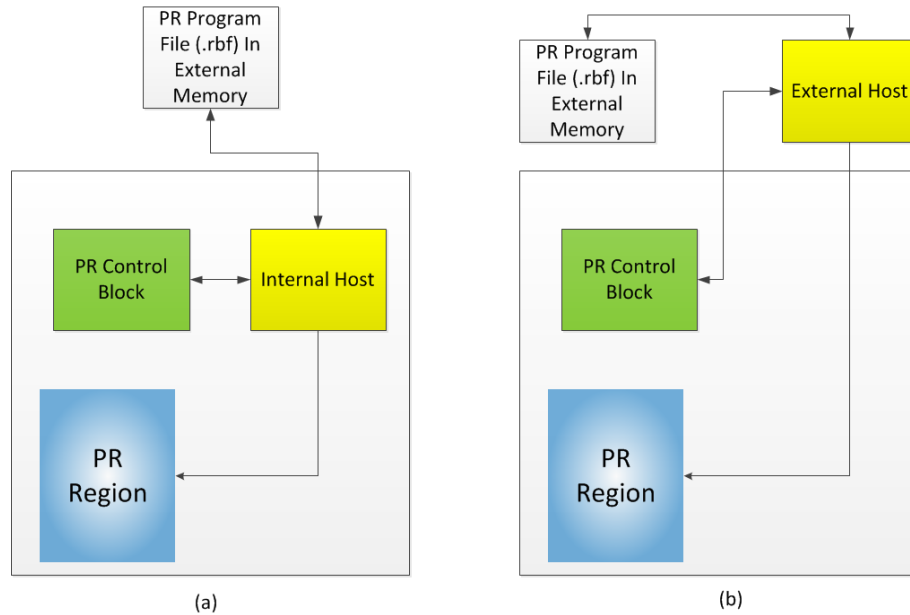 PR Program
File (.rbf) In
External
Memory
PR Control
Block
Internal Host
PR
Region
(a)
PR Program
File (.rbf) In
External
Memory
External Host
PR Control
Block
PR
Region
(b)